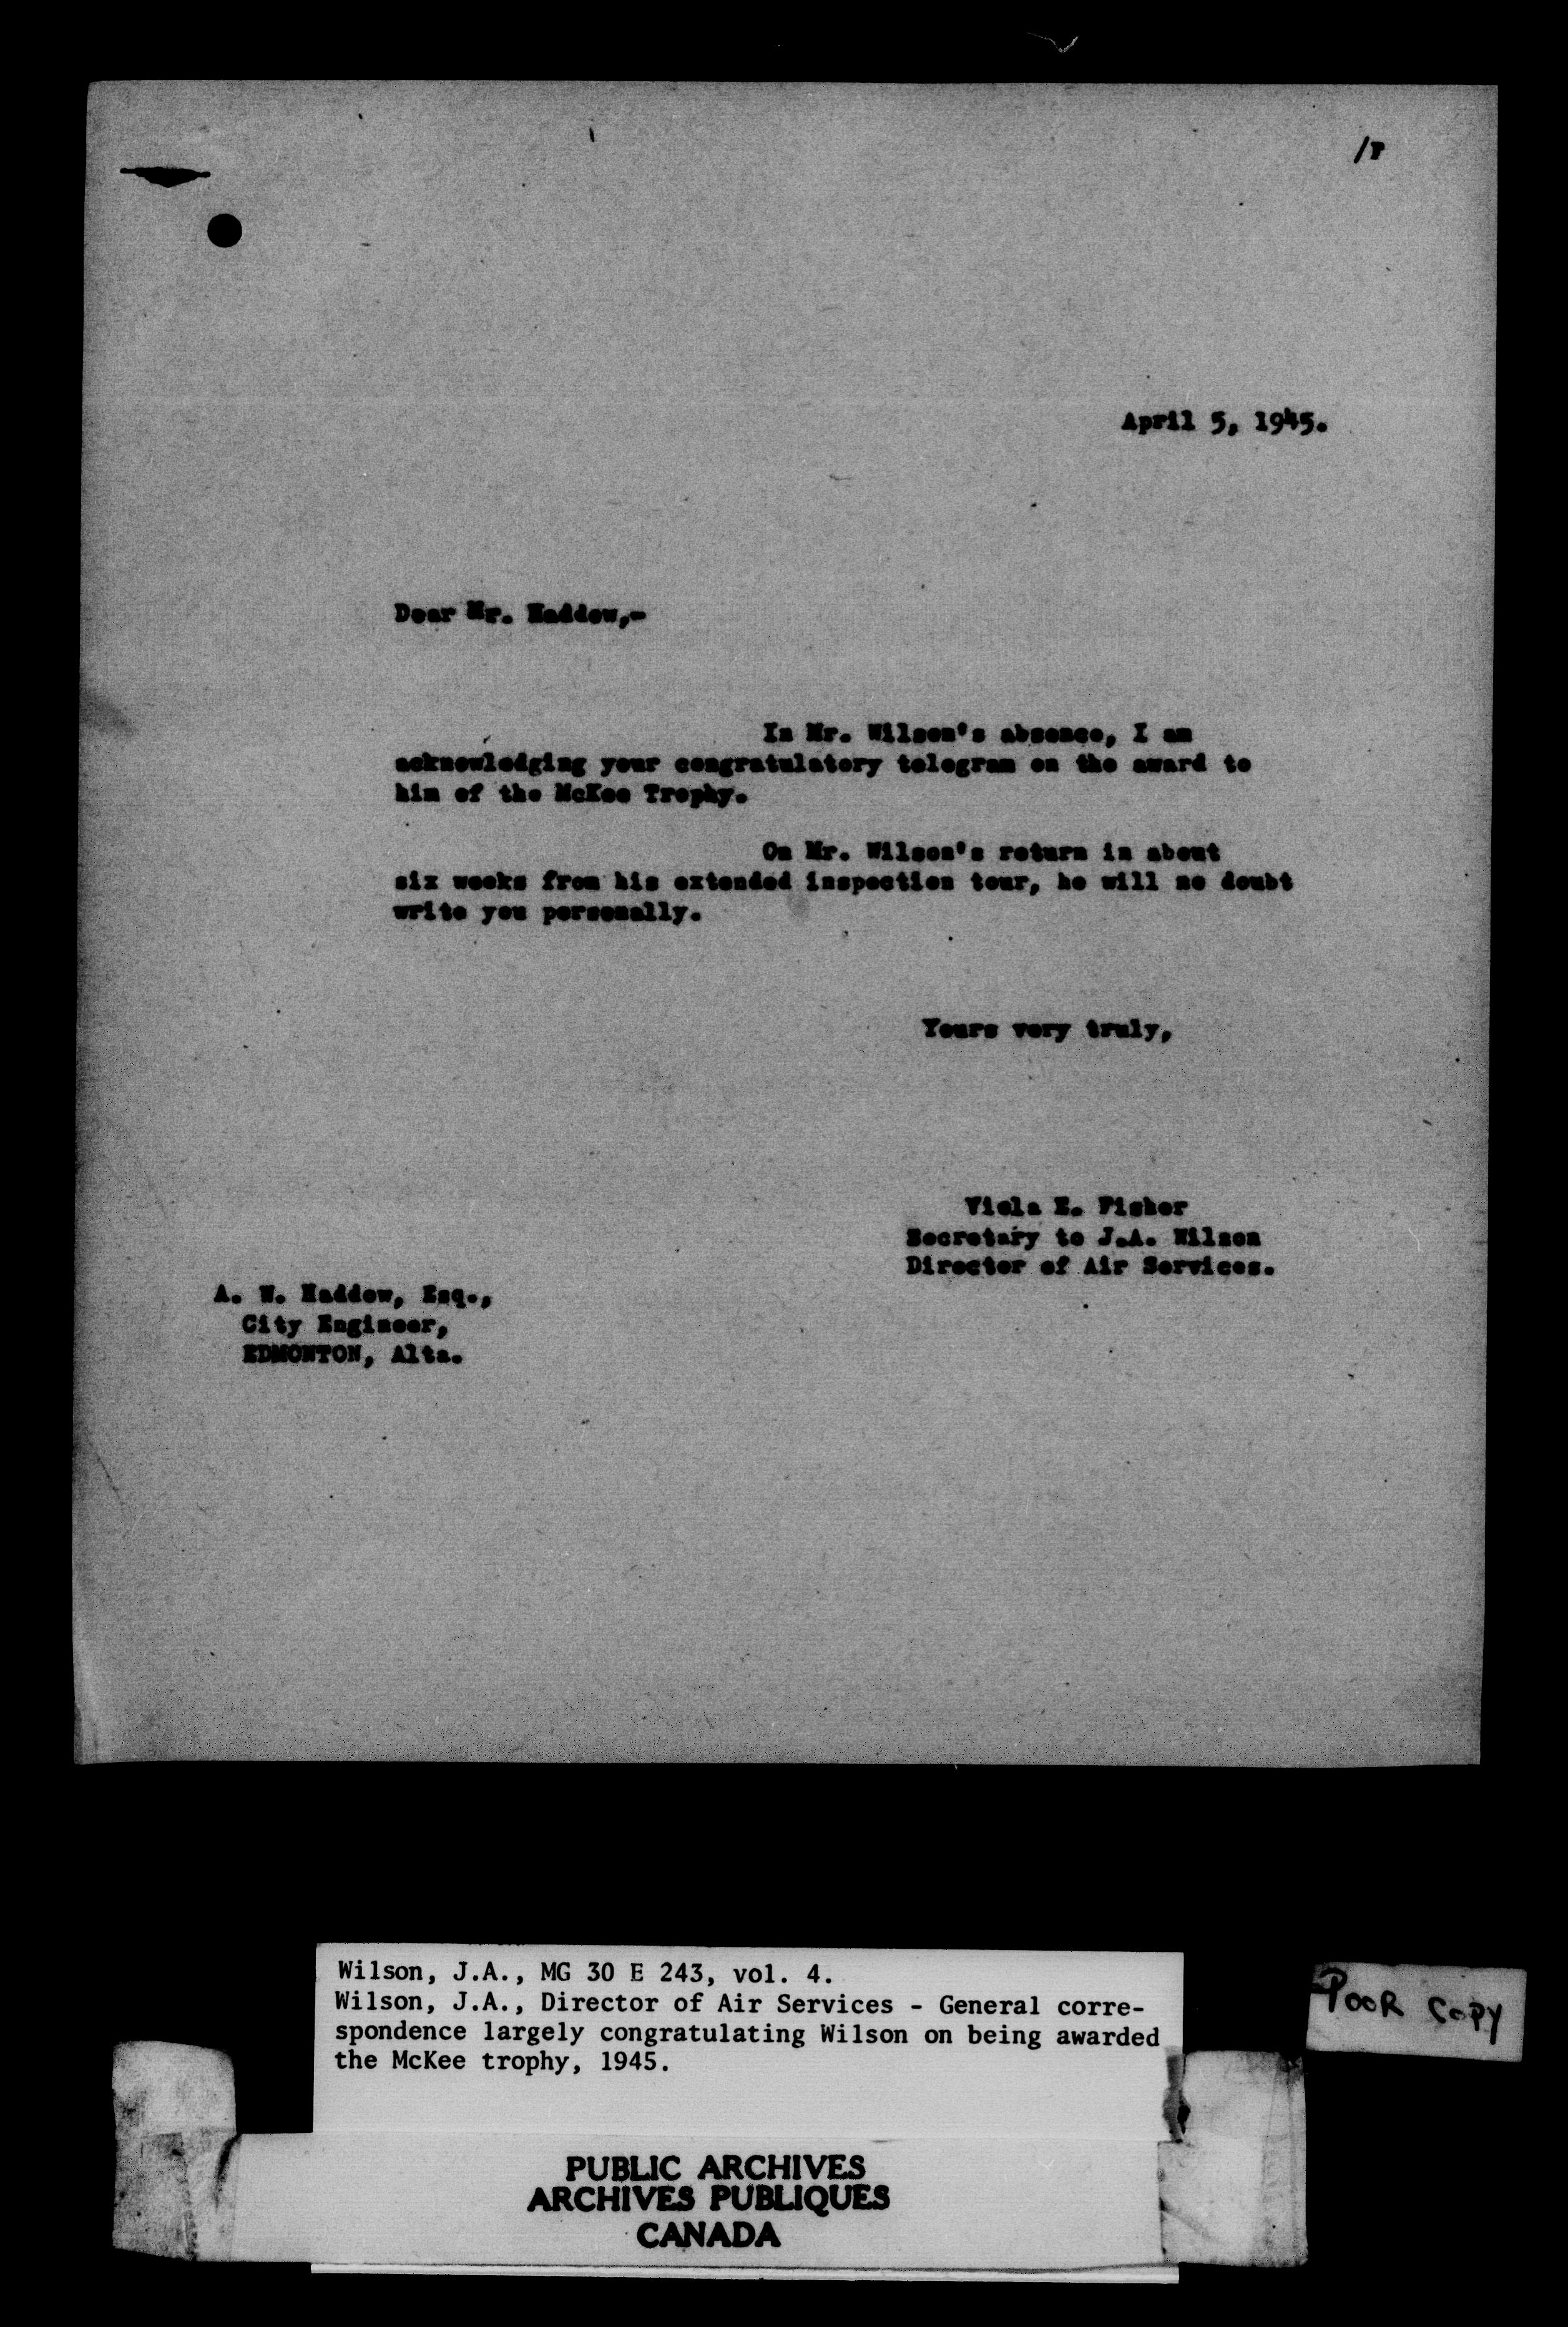 /F
April 5, 1945.
Dear Mr. Haddow,-
In Mr. Wilson's absence, I am
acknowledging your congratulatory telegram on the award to
him of the McKee Trophy.
On Mr. Wilson's return in about
six weeks from his extended inspection tour, he will no doubt
write you personally.
Yours very truly,
Viola E. Fisher
Secretary to J.A. Wilson
Director of Air Services.
A. W. Haddow, Esq.,
City Engineer,
EDMONTON, Alta.
Wilson, J.A., MG 30 E 243, vol. 4.
Wilson, J.A., Director of Air Services - General corre-
spondence largely congratulating Wilson on being awarded
the McKee trophy, 1945.
POOR COPY
PUBLIC ARCHIVES
ARCHIVES PUBLIQUES
CANADA